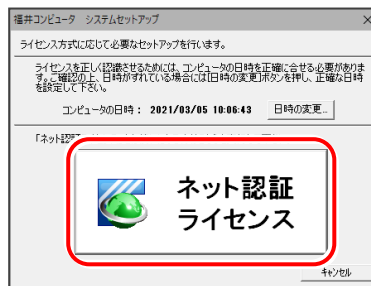 福井コンピュータ システムセットアップ
ライセンス方式に応じて必要なセットアップを行います。
ライセンスを正しく認識させるためには、コンピュータの日時を正確に合せる必要がありま
す。ご確認の上、日時がずれている場合には[日時の変更]ボタンを押し、正確な日時
を設定して下さい。
コンピュータの日時： 2021/03/05 10:06:43 日時の変更...
「ネット認証
ネット認証
ライセンス
キャンセル